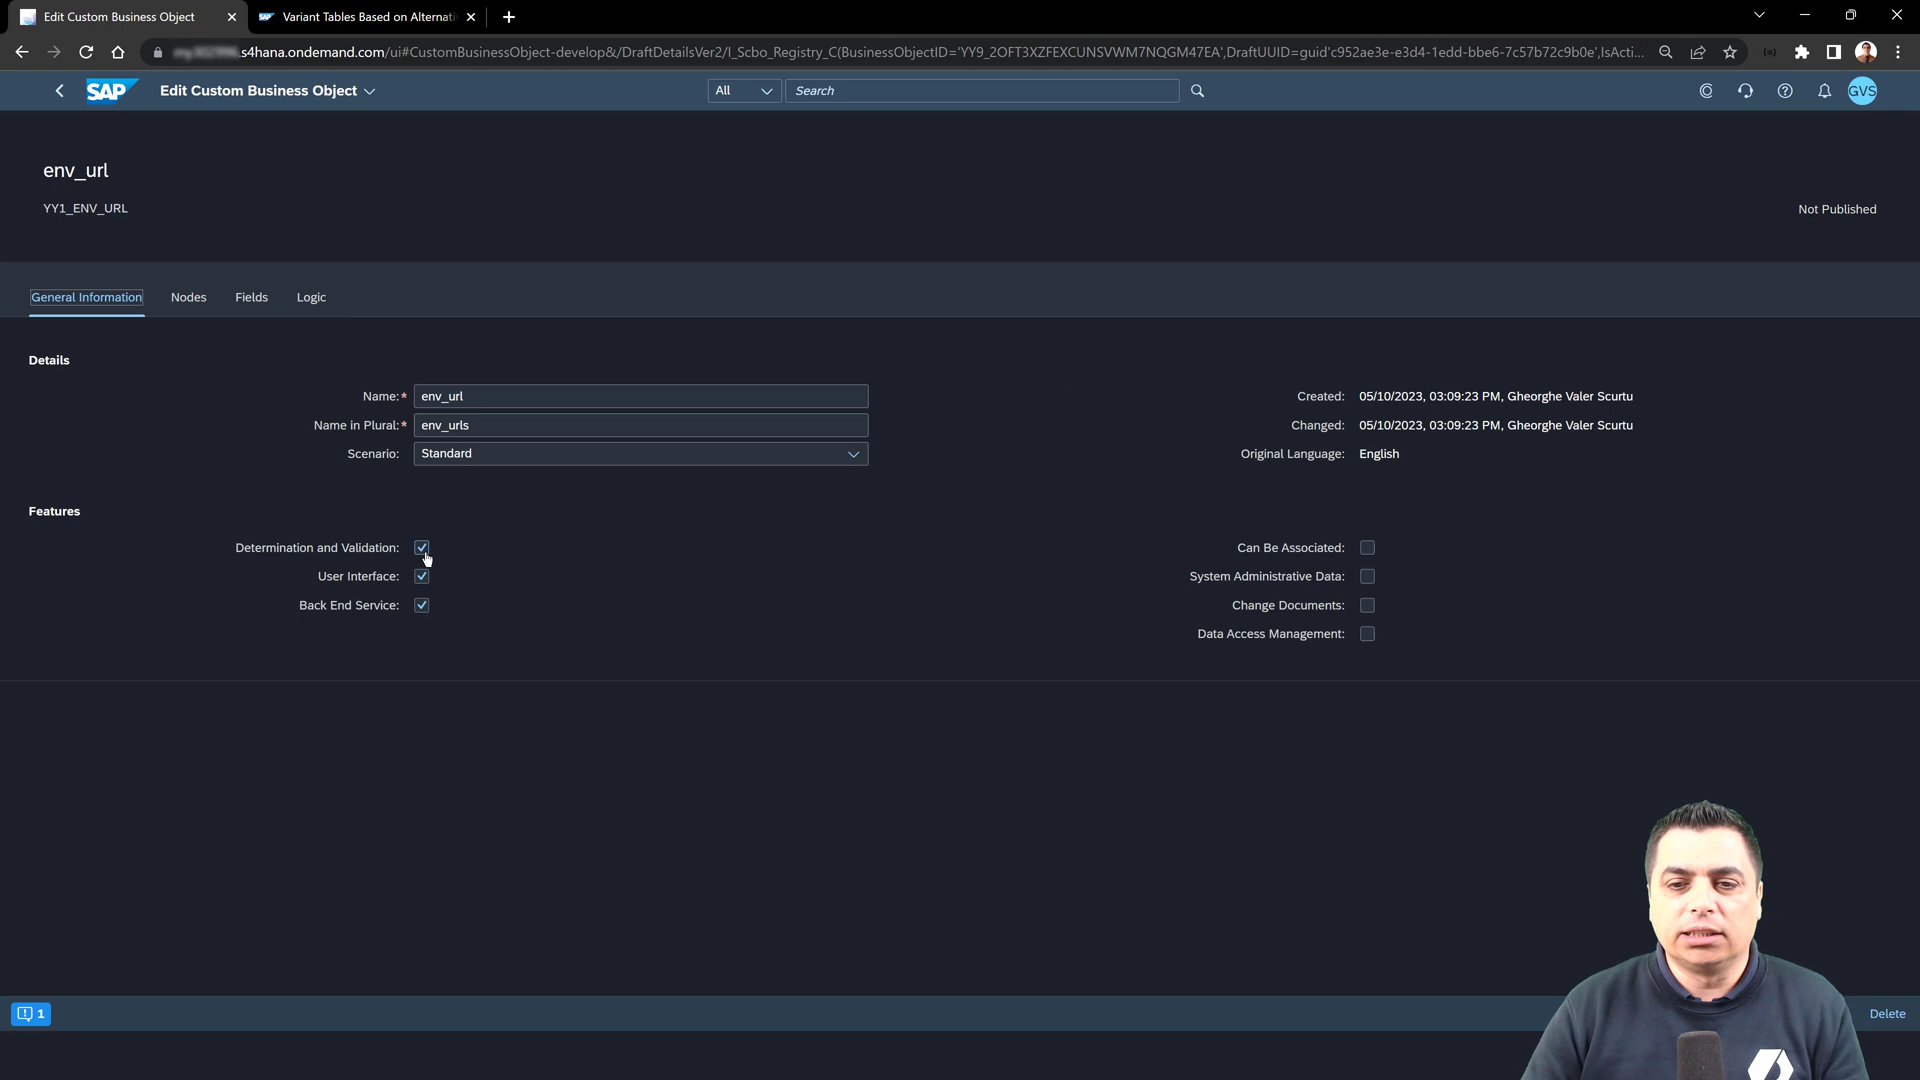 Edit Custom Business Object
Variant Tables Based on Alternati
s4hana.ondemand.com/ui#CustomBusinessObject-develop&/DraftDetailsVer2/I_Scbo_Registry_C(BusinessObjectID='YY9_2OFT3XZFEXCUNSVWM7NQGM47EA',DraftUUID=guid'c952ae3e-e3d4-1edd-bbe6-7c57b72c9b0e',IsActi...
SAP Edit Custom Business Object All Search GVS
env_url
YY1_ENV_URL
Not Published
General Information Nodes Fields Logic
Details
Name:* env_url
Name in Plural:* env_urls
Scenario: Standard
Created: 05/10/2023, 03:09:23 PM, Gheorghe Valer Scurtu
Changed: 05/10/2023, 03:09:23 PM, Gheorghe Valer Scurtu
Original Language: English
Features
Determination and Validation:
User Interface:
Back End Service:
Can Be Associated:
System Administrative Data:
Change Documents:
Data Access Management:
1
Delete